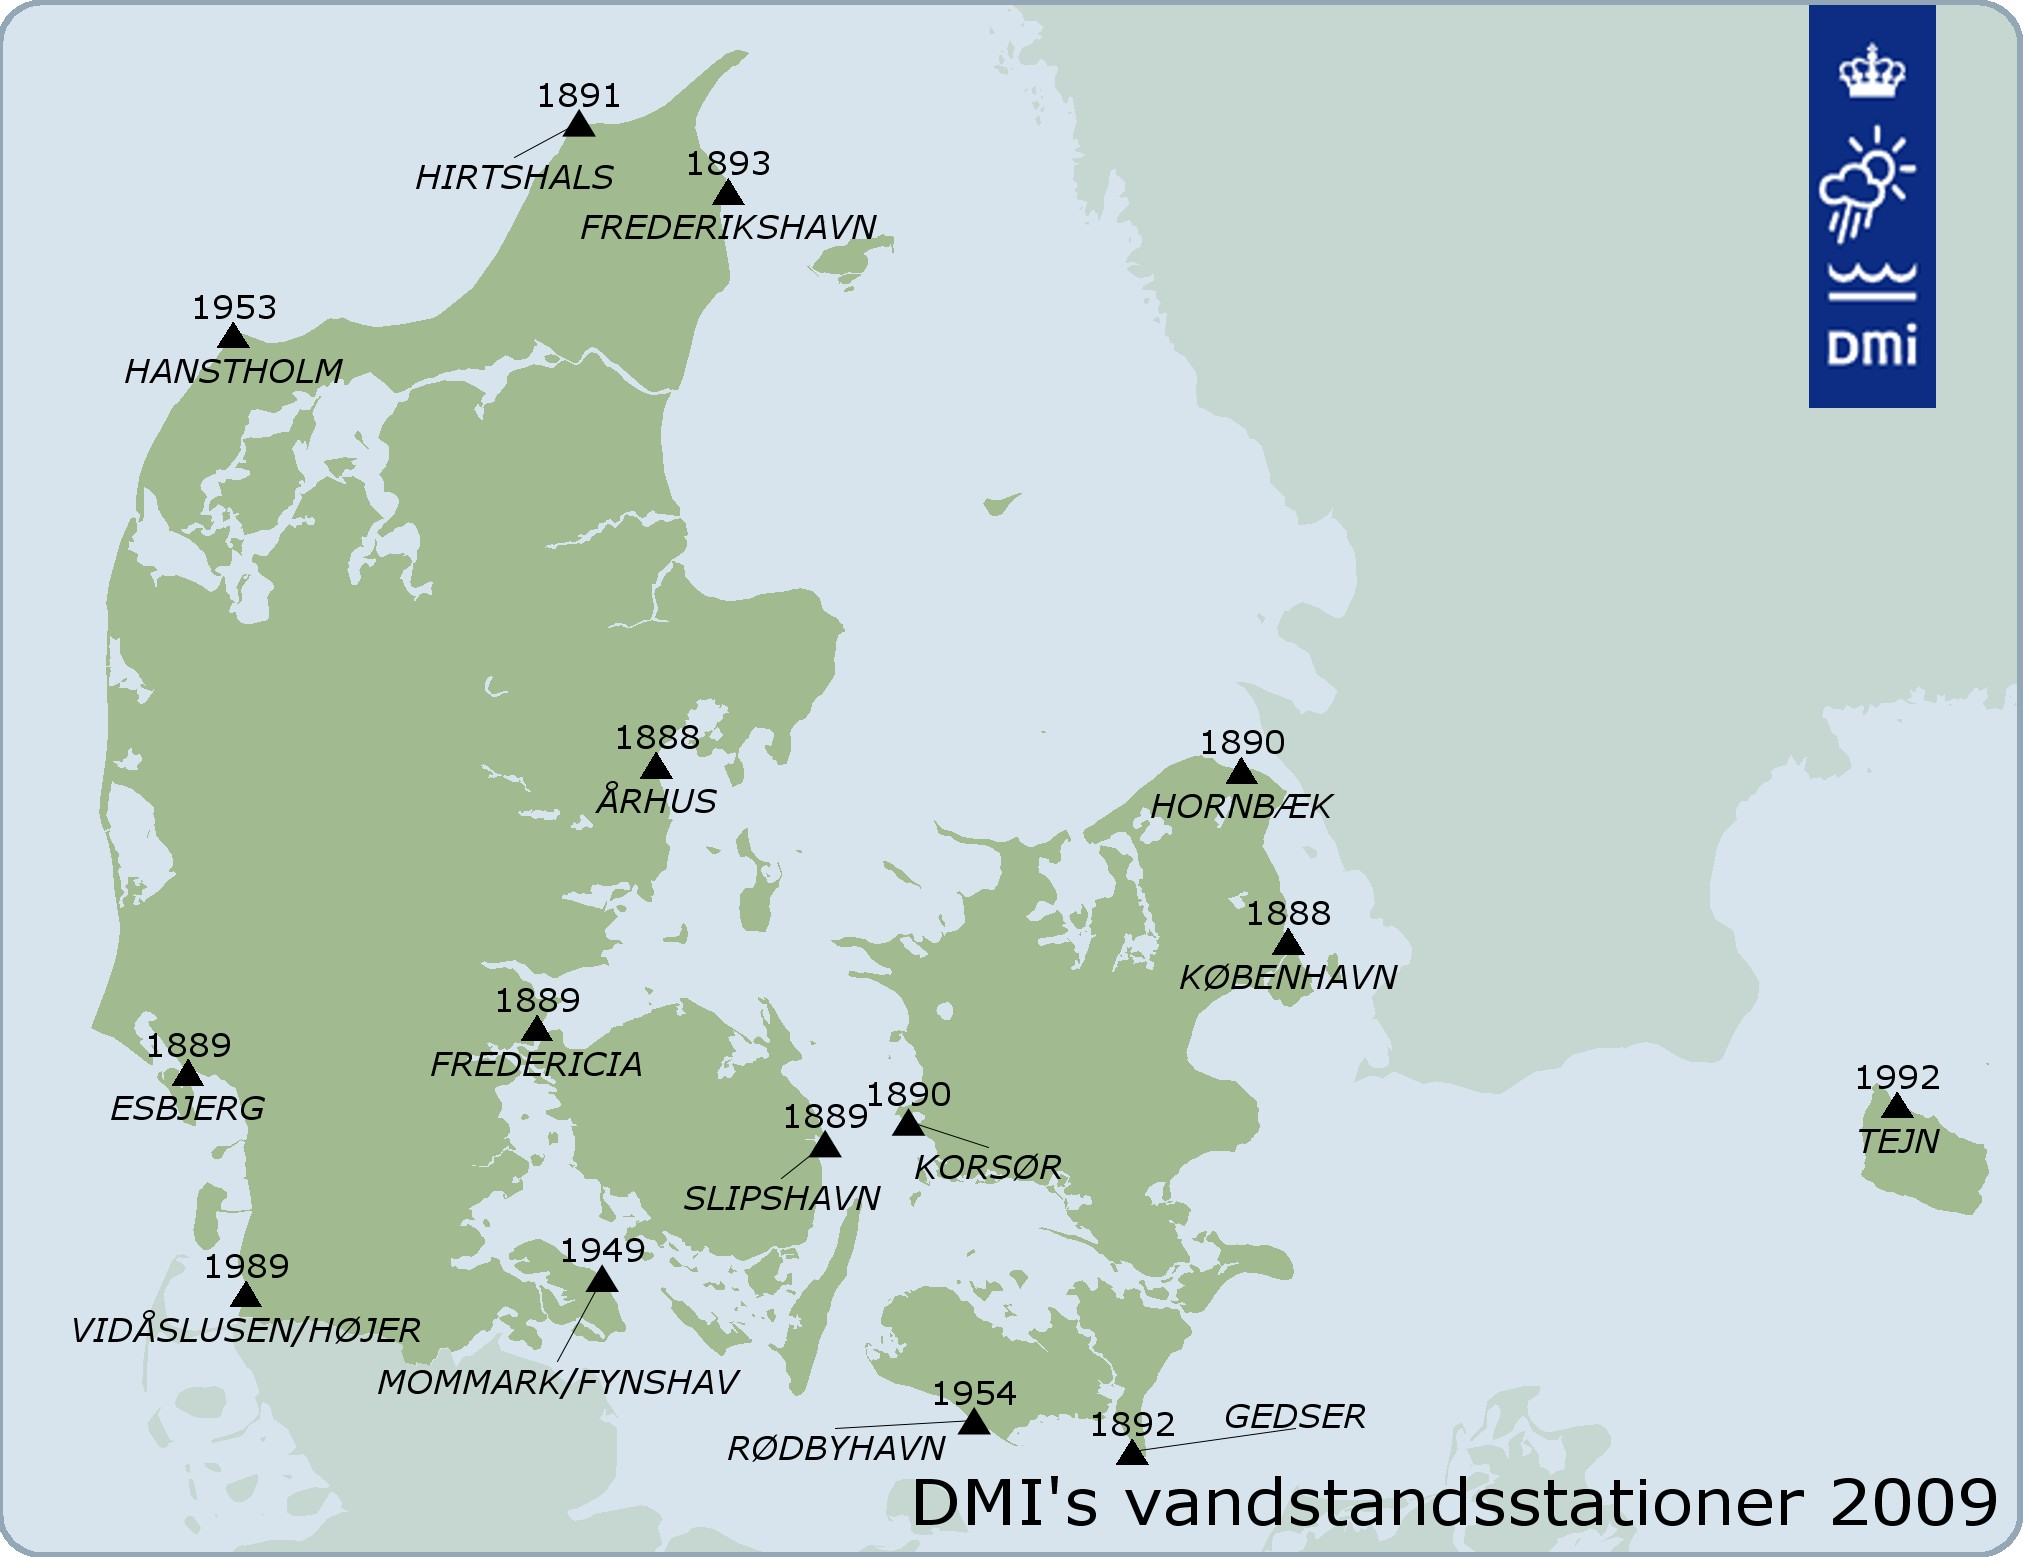 1891
HIRTSHALS
1893
FREDERIKSHAVN
1953
HANSTHOLM
Dmi
1888
ÅRHUS
1890
HORNBÆK
1888
KØBENHAVN
1889
FREDERICIA
1889
ESBJERG
1890
KORSØR
1889
SLIPSHAVN
1992
TEJN
1989
VIDÅSLUSEN/HØJER
1949
MOMMARK/FYNSHAV
1954
RØDBYHAVN
1892
GEDSER
DMI's vandstandsstationer 2009